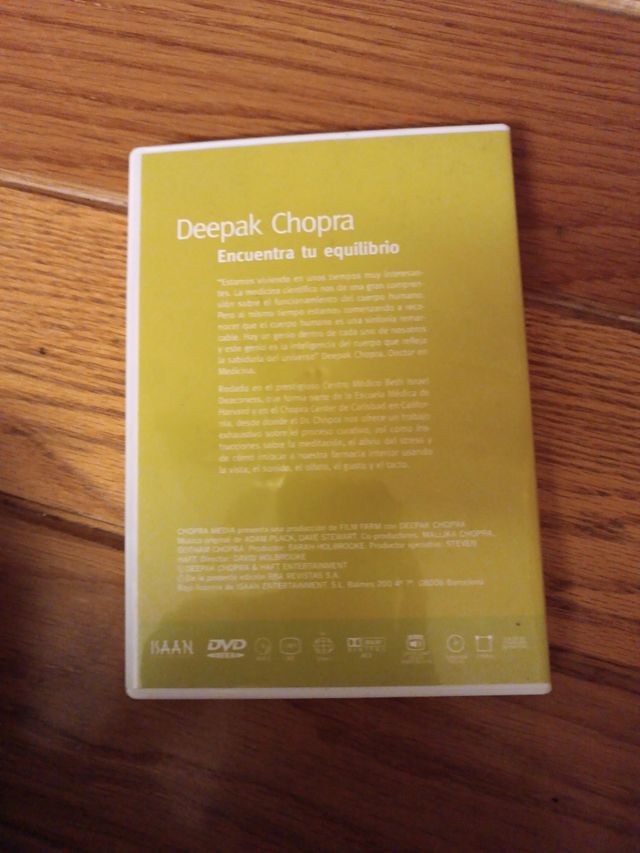 Deepak Chopra
Encuentra tu equilibrio
"Estamos viviendo en unos tiempos muy interesan-
tes. La medicina científica nos da una gran compren-
sión sobre el funcionamiento del cuerpo humano.
Pero al mismo tiempo estamos comenzando a reco-
nocer que el cuerpo humano es una sinfonía remar-
cable. Hay un genio dentro de cada uno de nosotros
y este genio es la inteligencia del cuerpo que refleja
la sabiduría del universo" Deepak Chopra. Doctor en
Medicina.
Rodada en el prestigioso Centro Médico Beth Israel
Deaconess, que forma parte de la Escuela Médica de
Harvard y en el Chopra Center de Carlsbad en Califor-
nia, desde donde el Dr. Chopra nos ofrece un trabajo
exhaustivo sobre el proceso curativo, así como ins-
trucciones sobre la meditación, el alivio del stress y
de cómo invocar a nuestra farmacia interior usando
la vista, el sonido, el olfato, el gusto y el tacto.
CHOPRA MEDIA presenta una producción de FILM FARM con DEEPAK CHOPRA
Música original de ADAM PLACK, DAVE STEWART. Co-productores, MALLIKA CHOPRA,
GOTHAM CHOPRA. Productor: SARAH HOLBROOKE. Productor ejecutivo: STEVEN
HAFT. Director: DAVID HOLBROOKE
© DEEPAK CHOPRA & HAFT ENTERTAINMENT
De la presente edición RBA REVISTAS S.A.
Bajo licencia de ISAAN ENTERTAINMENT, S.L. Balmes 200 4º 7ª. 08006 Barcelona
ISAAN DVD VIDEO DOLBY DIGITAL